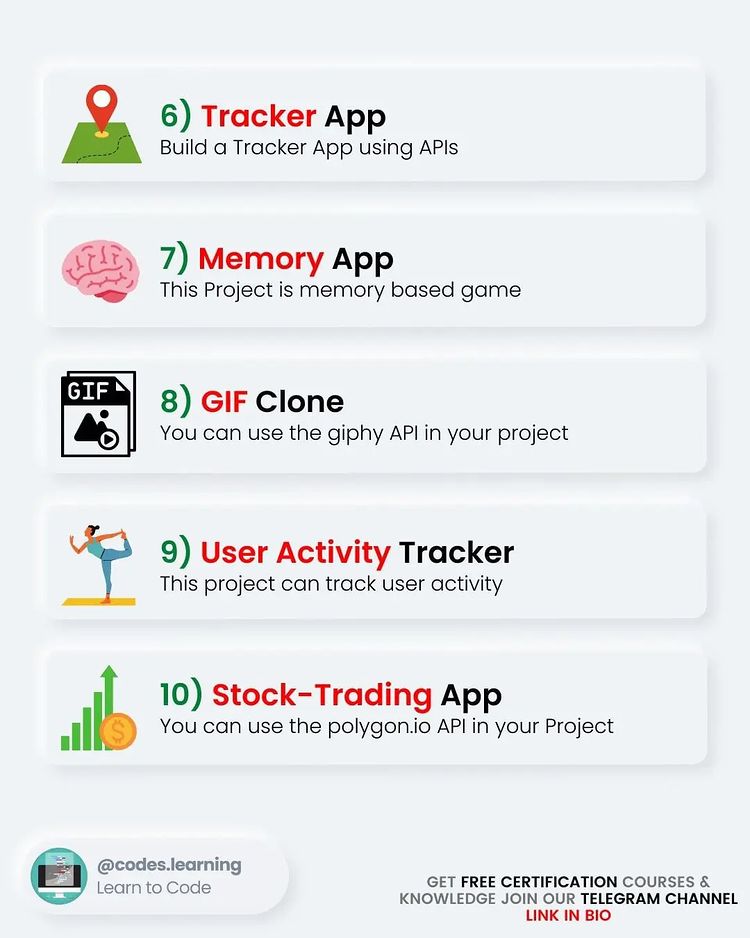 6) Tracker App
Build a Tracker App using APIs
7) Memory App
This Project is memory based game
GIF
8) GIF Clone
You can use the giphy API in your project
9) User Activity Tracker
This project can track user activity
10) Stock-Trading App
$
You can use the polygon.io API in your Project
@codes.learning
Learn to Code
GET FREE CERTIFICATION COURSES &
KNOWLEDGE JOIN OUR TELEGRAM CHANNEL
LINK IN BIO